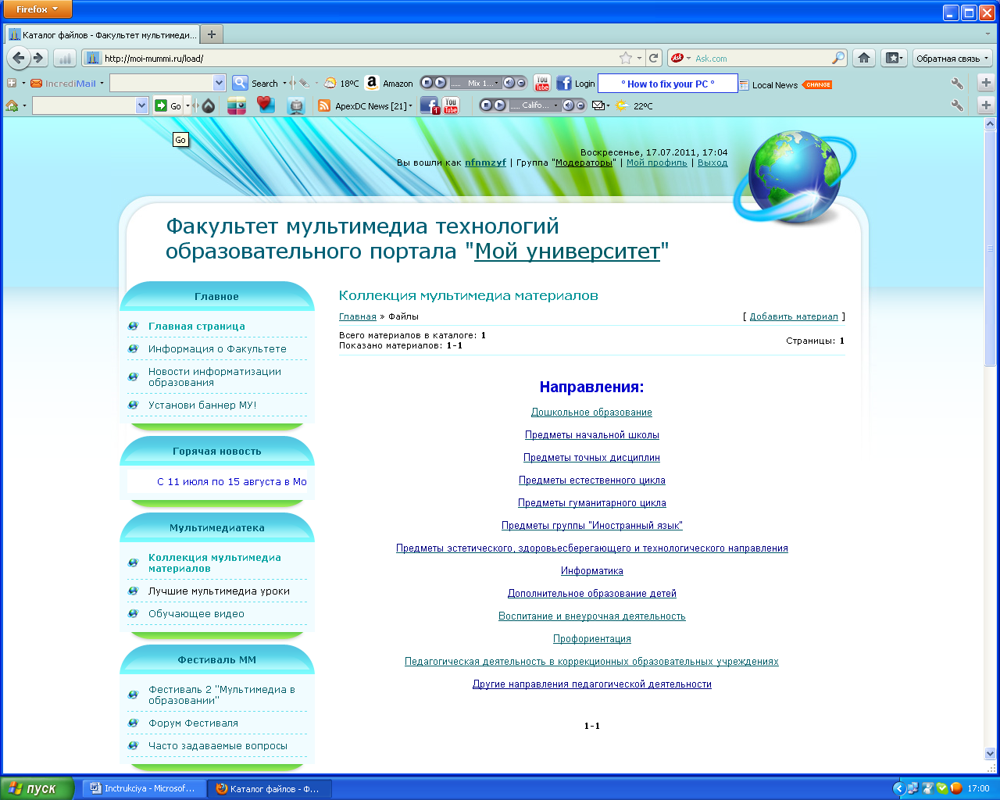 Firefox
Каталог файлов - Факультет мультимеди...
http://moi-mummi.ru/load/
Ask.com
Обратная связь
IncrediMail
Search
18ºC
Amazon
Mix 1...
You Tube
Login
° How to fix your PC °
Local News
CHANGE
Go
ApexDC News [21]
1
You Tube
Califo...
22ºC
Go
Воскресенье, 17.07.2011, 17:04
Вы вошли как nfnmzyf | Группа "Модераторы" | Мой профиль | Выход
Факультет мультимедиа технологий
образовательного портала "Мой университет"
Главное
Главная страница
Информация о Факультете
Новости информатизации
образования
Установи баннер МУ!
Горячая новость
С 11 июля по 15 августа в Мо
Мультимедиатека
Коллекция мультимедиа
материалов
Лучшие мультимедиа уроки
Обучающее видео
Фестиваль ММ
Фестиваль 2 "Мультимедиа в
образовании"
Форум Фестиваля
Часто задаваемые вопросы
Коллекция мультимедиа материалов
Главная » Файлы
[ Добавить материал ]
Всего материалов в каталоге: 1
Показано материалов: 1-1
Страницы: 1
Направления:
Дошкольное образование
Предметы начальной школы
Предметы точных дисциплин
Предметы естественного цикла
Предметы гуманитарного цикла
Предметы группы "Иностранный язык"
Предметы эстетического, здоровьесберегающего и технологического направления
Информатика
Дополнительное образование детей
Воспитание и внеурочная деятельность
Профориентация
Педагогическая деятельность в коррекционных образовательных учреждениях
Другие направления педагогической деятельности
1-1
пуск
Inctrukciya - Microsof...
Каталог файлов - Ф...
17:00